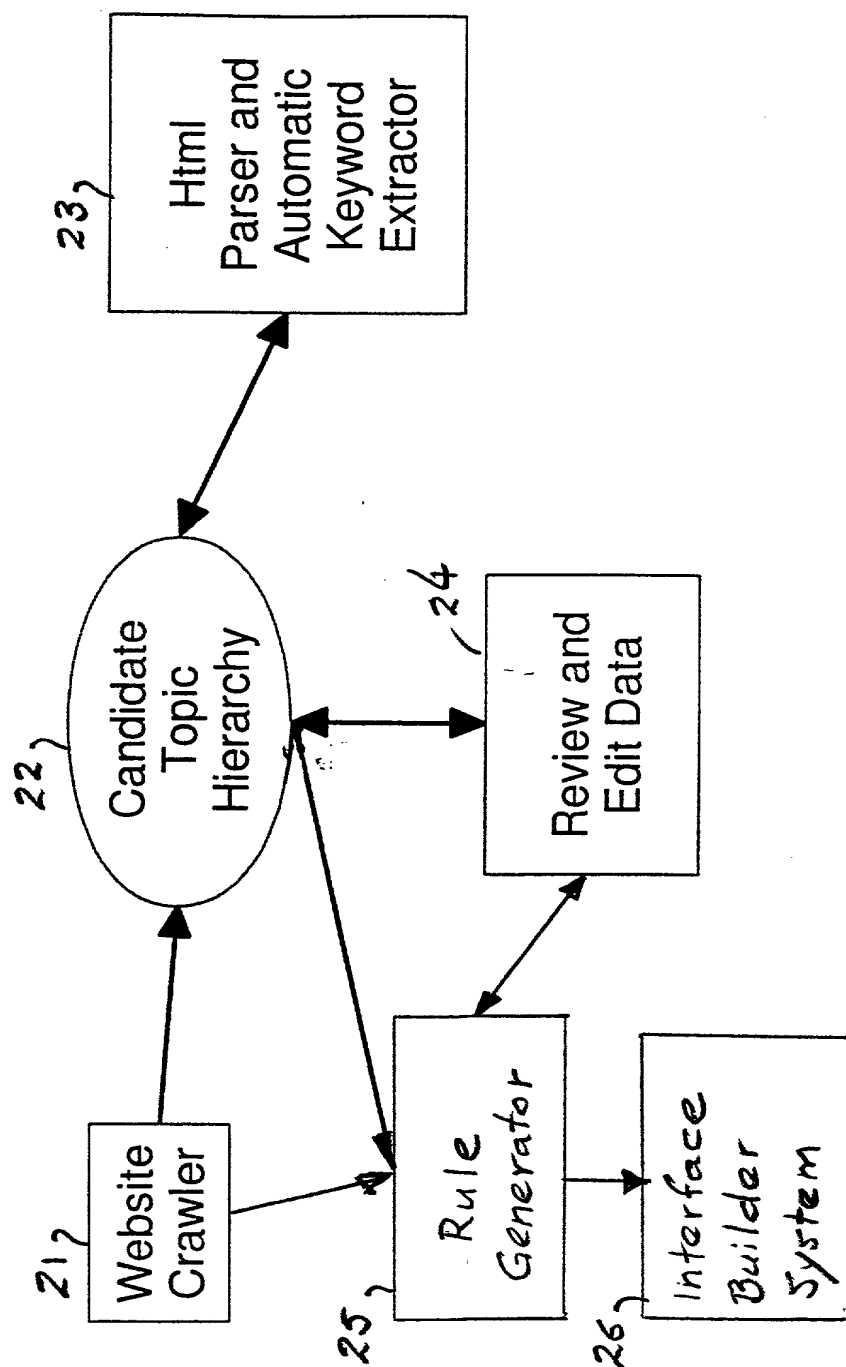 21
Website
Crawler
22
Candidate
Topic
Hierarchy
23
Html
Parser and
Automatic
Keyword
Extractor
24
Review and
Edit Data
25
Rule
Generator
26
Interface
Builder
System